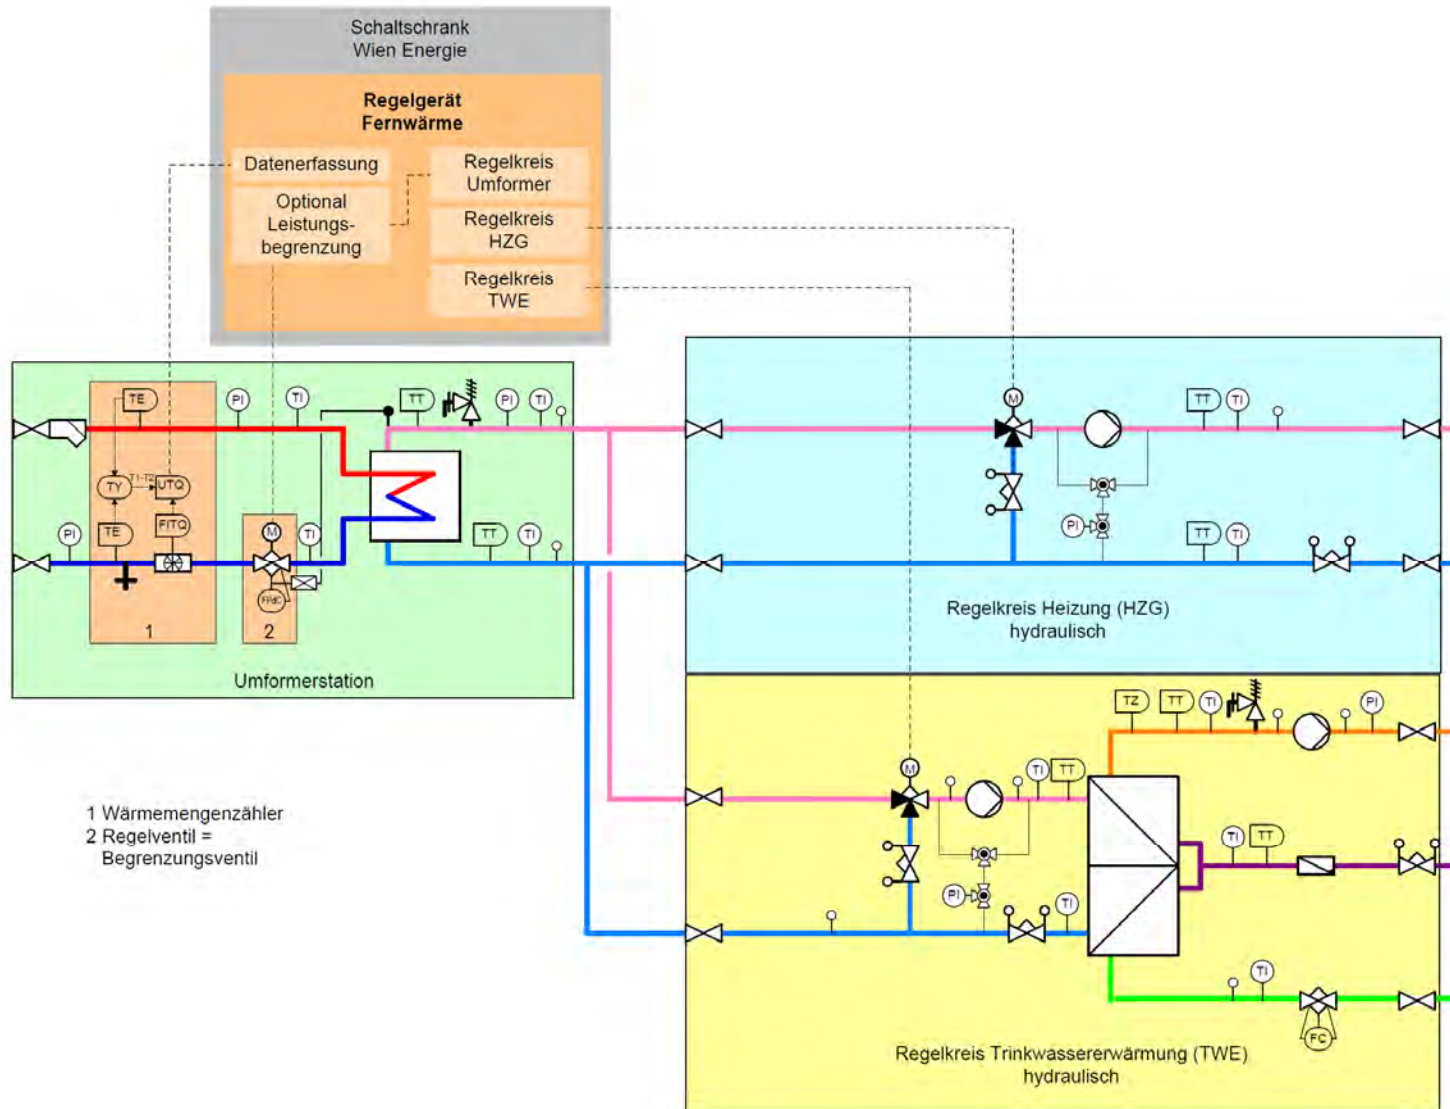 Schaltschrank
Wien Energie
Regelgerät
Fernwärme
Datenerfassung
Regelkreis
Umformer
Optional
Leistungs-
begrenzung
Regelkreis
HZG
Regelkreis
TWE
TE
PI
TI
TT
PI
TI
TY
T1-T2
UTQ
TE
FITQ
PI
M
TI
TT
TI
FPdC
1
2
Umformerstation
M
TT
TI
PI
TT
TI
Regelkreis Heizung (HZG)
hydraulisch
TZ
TT
TI
PI
M
TI
TT
TI
TT
PI
TI
TI
FC
Regelkreis Trinkwassererwärmung (TWE)
hydraulisch
1 Wärmemengenzähler
2 Regelventil =
Begrenzungsventil